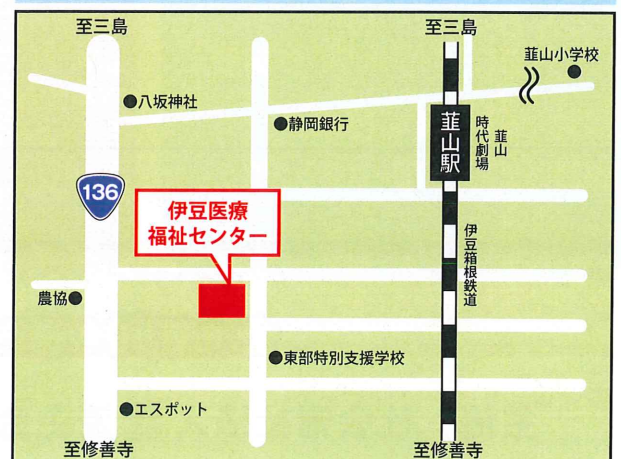 至三島
至三島
韮山小学校
八坂神社
静岡銀行
韮山駅
韮山
時代劇場
136
伊豆医療
福祉センター
伊豆箱根鉄道
農協
東部特別支援学校
エスポット
至修善寺
至修善寺